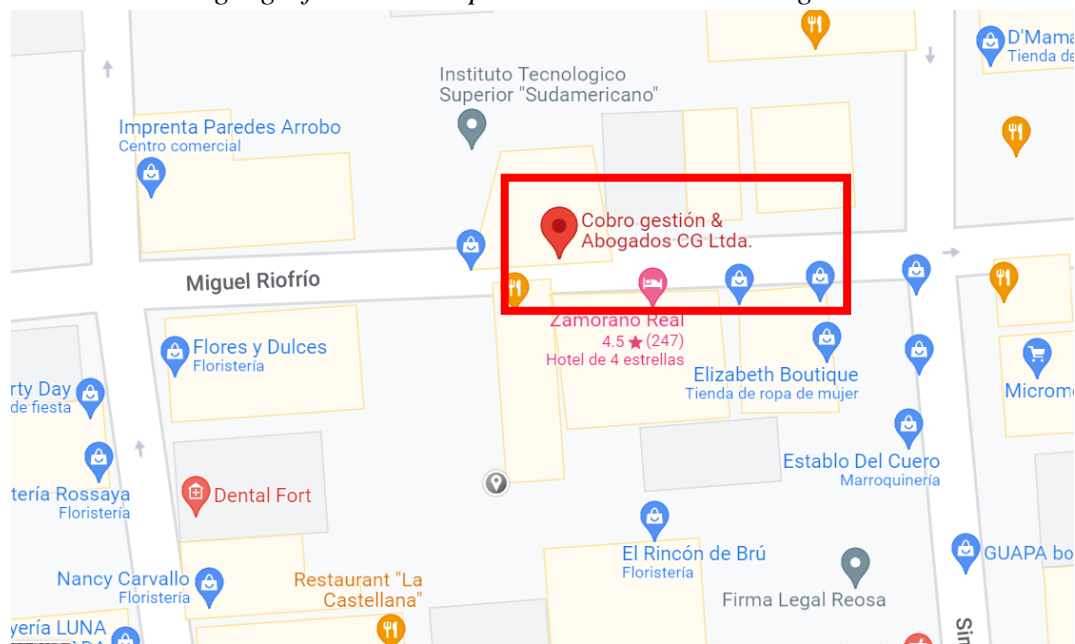 D'Mama
Tienda de
Instituto Tecnologico
Superior "Sudamericano"
Imprenta Paredes Arrobo
Centro comercial
Cobro gestión &
Abogados CG Ltda.
Miguel Riofrío
Zamorano Real
4.5 ★ (247)
Hotel de 4 estrellas
Flores y Dulces
Floristería
Elizabeth Boutique
Tienda de ropa de mujer
rty Day
de fiesta
Microm
Establo Del Cuero
Marroquinería
tería Rossaya
Floristería
Dental Fort
El Rincón de Brú
Floristería
GUAPA bo
Nancy Carvallo
Floristería
Restaurant "La
Castellana"
Firma Legal Reosa
yería LUNA
Sim